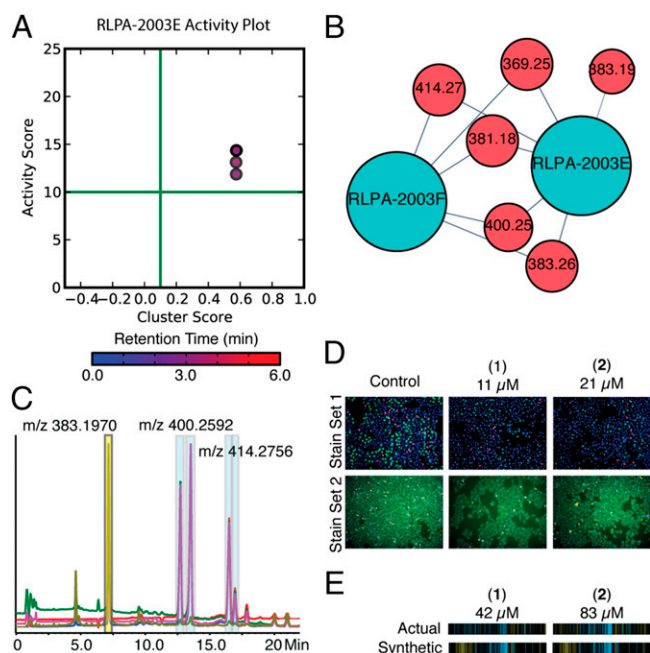 A
RLPA-2003E Activity Plot
25
20
15
10
5
0
Activity Score
−0.4−0.2 0.0 0.2 0.4 0.6 0.8 1.0
Cluster Score
Retention Time (min)
0.0 3.0 6.0
B
369.25
383.19
414.27
381.18
RLPA-2003E
RLPA-2003F
400.25
383.26
C
m/z 383.1970 m/z 400.2592
m/z 414.2756
0 5.0 10.0 15.0 20 Min
D
(1) (2)
Control 11 µM 21 µM
Stain Set 1
Stain Set 2
E
(1) (2)
42 µM 83 µM
Actual
Synthetic